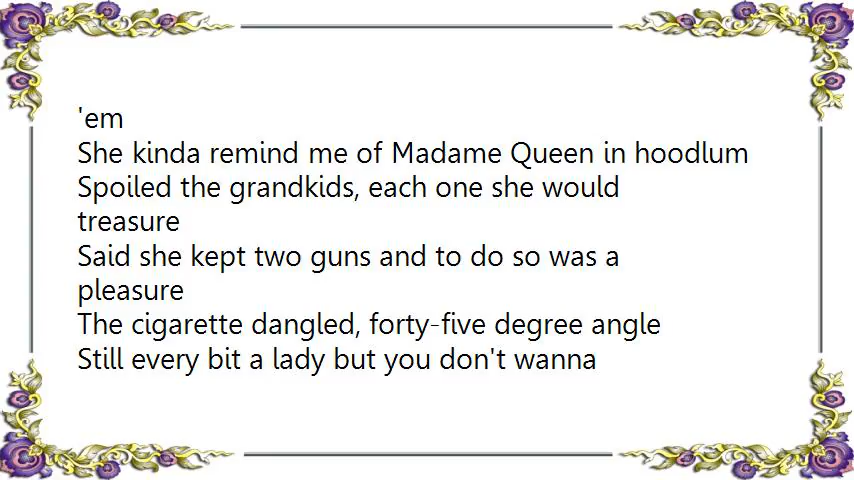 'em
She kinda remind me of Madame Queen in hoodlum
Spoiled the grandkids, each one she would
treasure
Said she kept two guns and to do so was a
pleasure
The cigarette dangled, forty-five degree angle
Still every bit a lady but you don't wanna